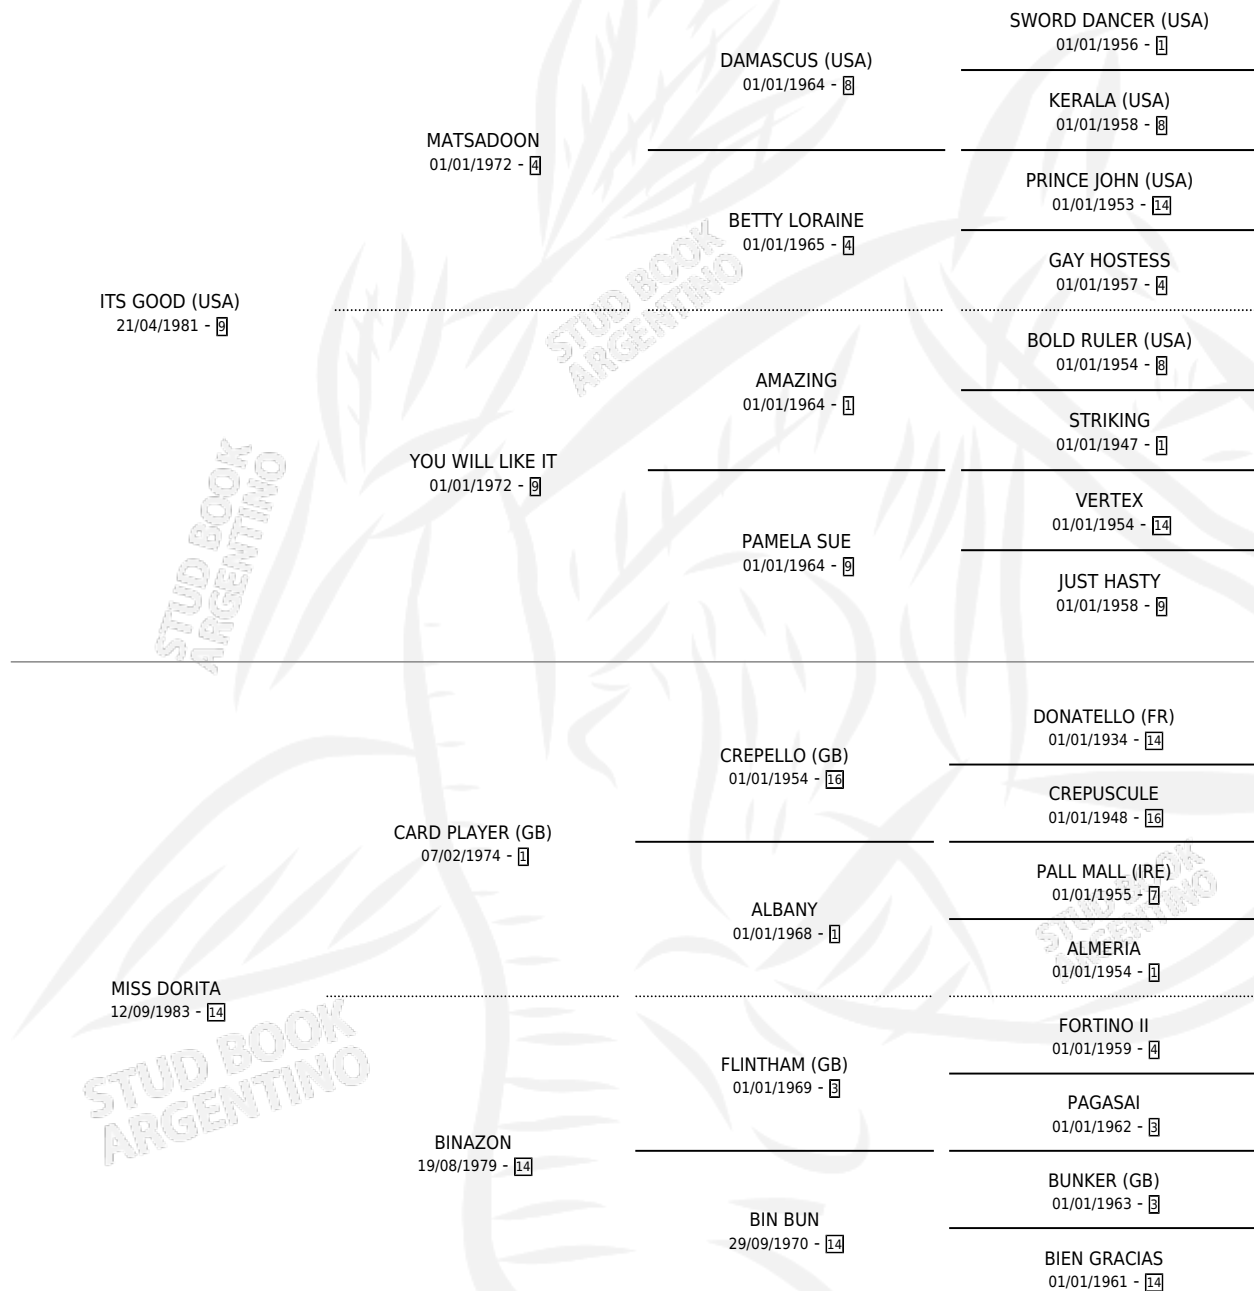 SWORD DANCER (USA)
01/01/1956 - 1
DAMASCUS (USA)
01/01/1964 - 8
KERALA (USA)
01/01/1958 - 8
MATSADOON
01/01/1972 - 4
PRINCE JOHN (USA)
01/01/1953 - 14
BETTY LORAINE
01/01/1965 - 4
GAY HOSTESS
01/01/1957 - 4
ITS GOOD (USA)
21/04/1981 - 9
BOLD RULER (USA)
01/01/1954 - 8
AMAZING
01/01/1964 - 1
STRIKING
01/01/1947 - 1
YOU WILL LIKE IT
01/01/1972 - 9
VERTEX
01/01/1954 - 14
PAMELA SUE
01/01/1964 - 9
JUST HASTY
01/01/1958 - 9
DONATELLO (FR)
01/01/1934 - 14
CREPELLO (GB)
01/01/1954 - 16
CREPUSCULE
01/01/1948 - 16
CARD PLAYER (GB)
07/02/1974 - 1
PALL MALL (IRE)
01/01/1955 - 7
ALBANY
01/01/1968 - 1
ALMERIA
01/01/1954 - 1
MISS DORITA
12/09/1983 - 14
FORTINO II
01/01/1959 - 4
FLINTHAM (GB)
01/01/1969 - 3
PAGASAI
01/01/1962 - 3
BINAZON
19/08/1979 - 14
BUNKER (GB)
01/01/1963 - 3
BIN BUN
29/09/1970 - 14
BIEN GRACIAS
01/01/1961 - 14
STUD BOOK
ARGENTINO
STUD BOOK
ARGENTINO
STUD BOOK
ARGENTINO
STUD BOOK
ARGENTINO